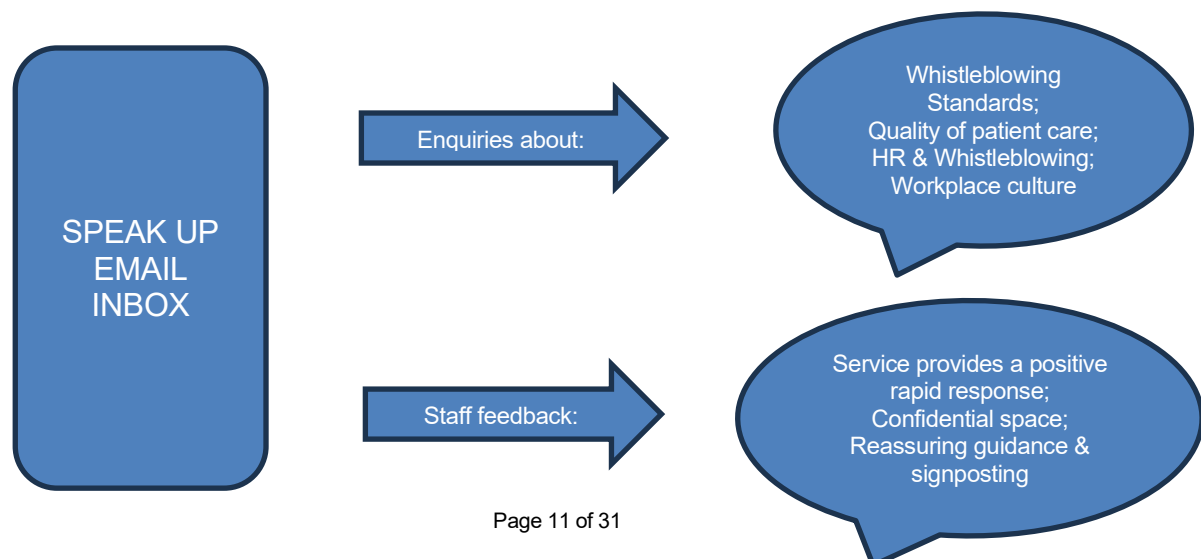 SPEAK UP
EMAIL
INBOX
Enquiries about:
Whistleblowing
Standards;
Quality of patient care;
HR & Whistleblowing;
Workplace culture
Staff feedback:
Service provides a positive
rapid response;
Confidential space;
Reassuring guidance &
signposting
Page 11 of 31